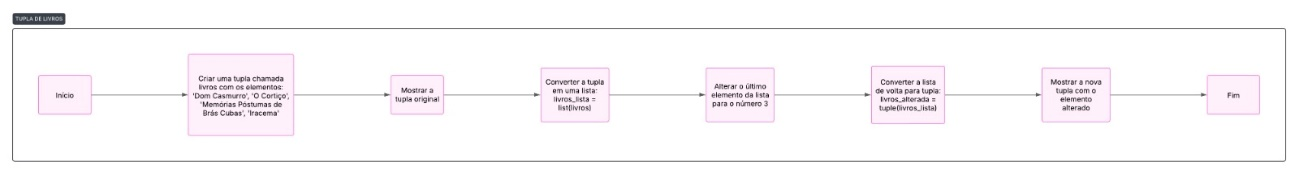 TUPLA DE LIVROS
Início
Criar uma tupla chamada
livros com os elementos:
'Dom Casmurro', 'O Cortiço',
'Memórias Póstumas de
Brás Cubas', 'Iracema'
Mostrar a
tupla original
Converter a tupla
em uma lista:
livros_lista =
list(livros)
Alterar o último
elemento da lista
para o número 3
Converter a lista
de volta para tupla:
livros_alterada =
tuple(livros_lista)
Mostrar a nova
tupla com o
elemento
alterado
Fim